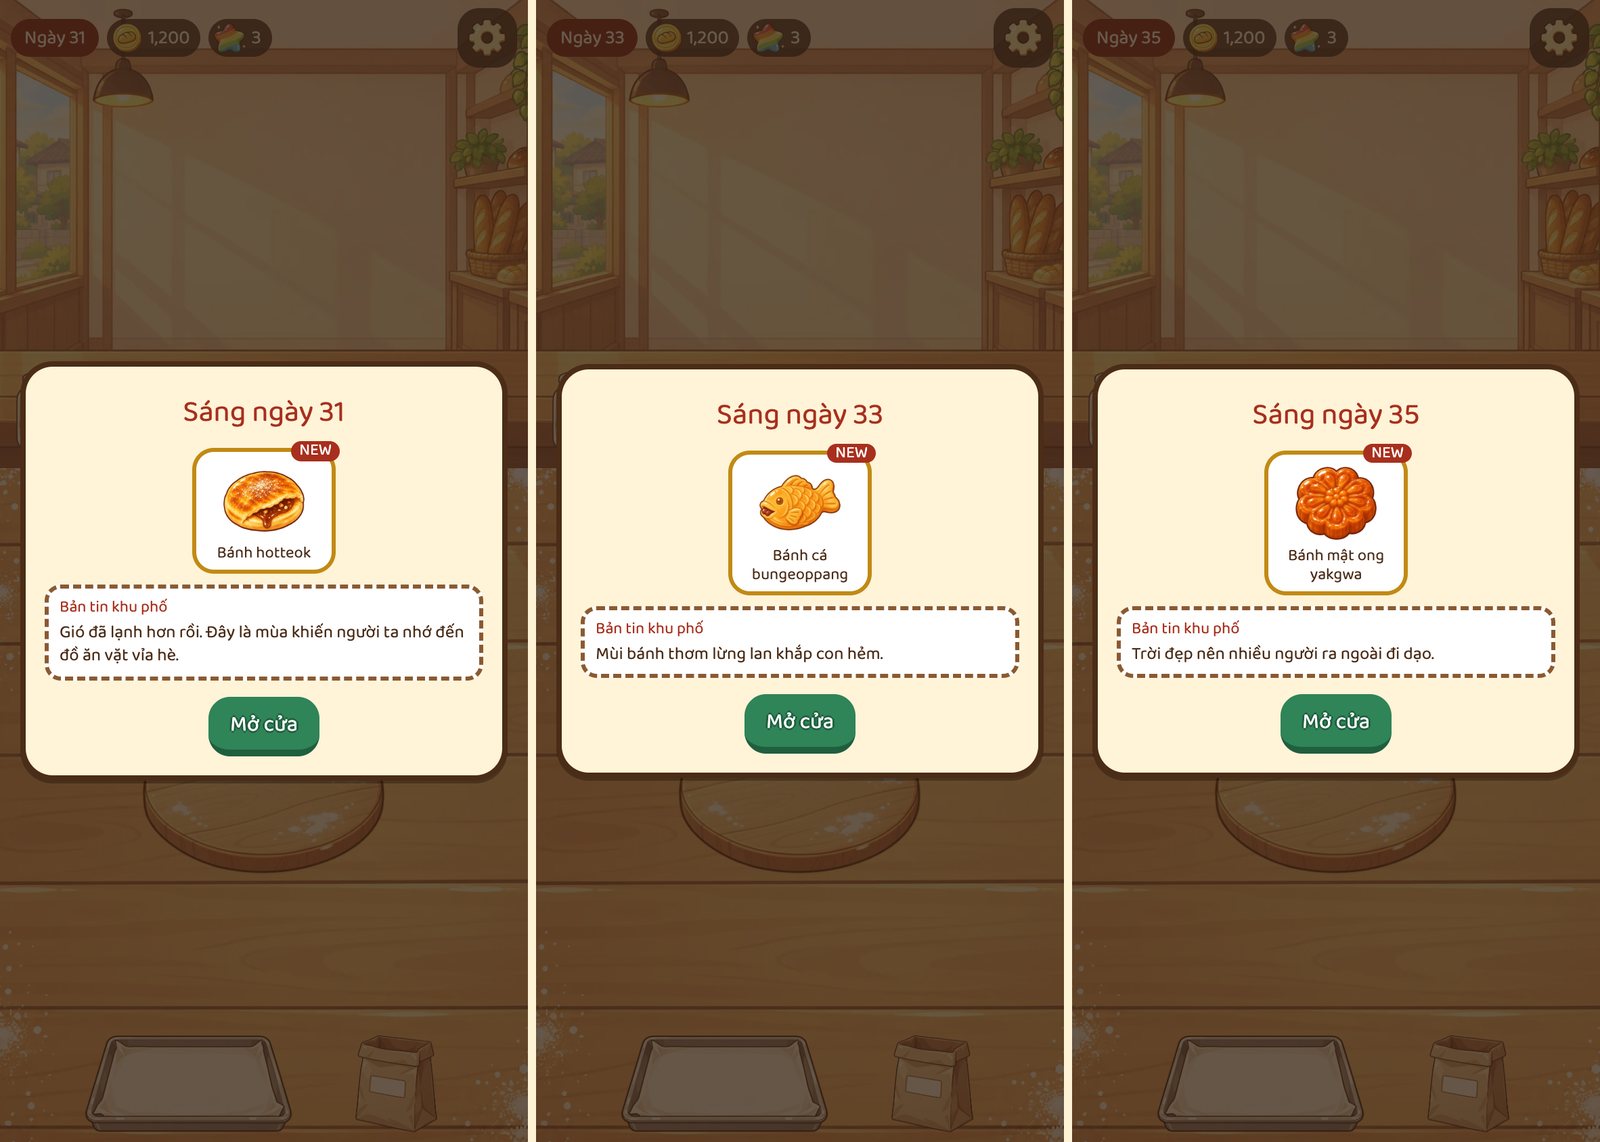 Ngày 31
1,200
3
Sáng ngày 31
NEW
Bánh hotteok
Bản tin khu phố
Gió đã lạnh hơn rồi. Đây là mùa khiến người ta nhớ đến
đồ ăn vặt vỉa hè.
Mở cửa
Ngày 33
1,200
3
Sáng ngày 33
NEW
Bánh cá
bungeoppang
Bản tin khu phố
Mùi bánh thơm lừng lan khắp con hẻm.
Mở cửa
Ngày 35
1,200
3
Sáng ngày 35
NEW
Bánh mật ong
yakgwa
Bản tin khu phố
Trời đẹp nên nhiều người ra ngoài đi dạo.
Mở cửa